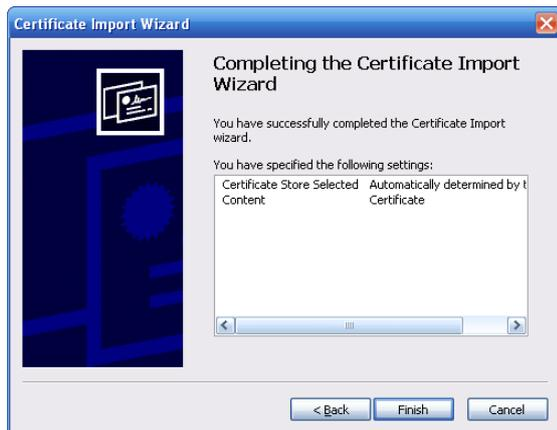 Certificate Import Wizard
Completing the Certificate Import
Wizard
You have successfully completed the Certificate Import
wizard.
You have specified the following settings:
Certificate Store Selected Automatically determined by t
Content Certificate
< Back Finish Cancel